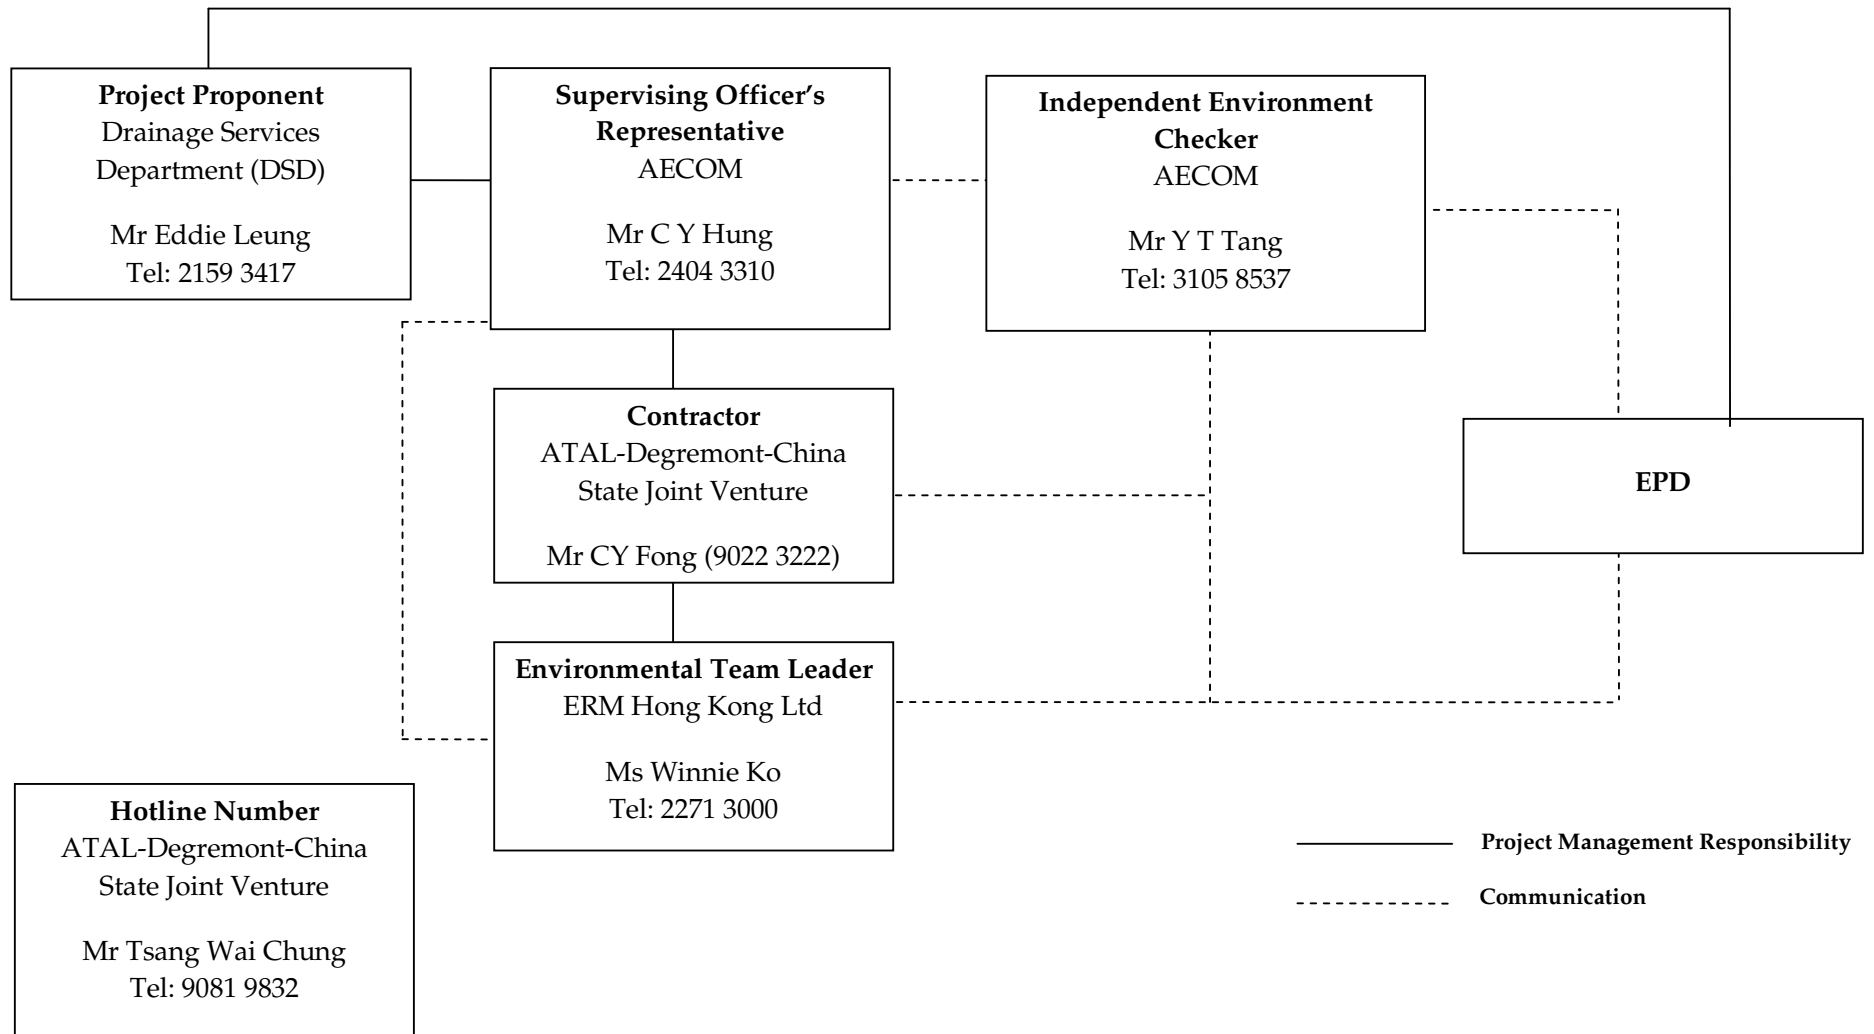 Project Proponent
Drainage Services
Department (DSD)
Mr Eddie Leung
Tel: 2159 3417
Supervising Officer’s
Representative
AECOM
Mr C Y Hung
Tel: 2404 3310
Independent Environment
Checker
AECOM
Mr Y T Tang
Tel: 3105 8537
Contractor
ATAL-Degremont-China
State Joint Venture
Mr CY Fong (9022 3222)
EPD
Environmental Team Leader
ERM Hong Kong Ltd
Ms Winnie Ko
Tel: 2271 3000
Hotline Number
ATAL-Degremont-China
State Joint Venture
Mr Tsang Wai Chung
Tel: 9081 9832
Project Management Responsibility
Communication